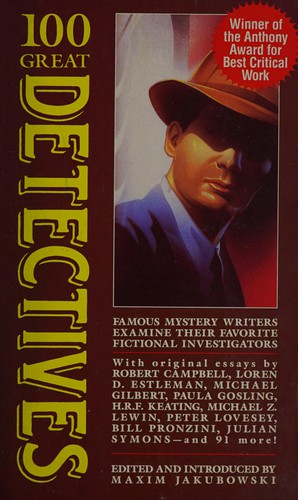 100
GREAT
DETECTIVES
Winner of
the Anthony
Award for
Best Critical
Work
FAMOUS MYSTERY WRITERS
EXAMINE THEIR FAVORITE
FICTIONAL INVESTIGATORS
With original essays by
ROBERT CAMPBELL, LOREN
D. ESTLEMAN, MICHAEL
GILBERT, PAULA GOSLING,
H.R.F. KEATING, MICHAEL Z.
LEWIN, PETER LOVESEY,
BILL PRONZINI, JULIAN
SYMONS—and 91 more!
EDITED AND INTRODUCED BY
MAXIM JAKUBOWSKI